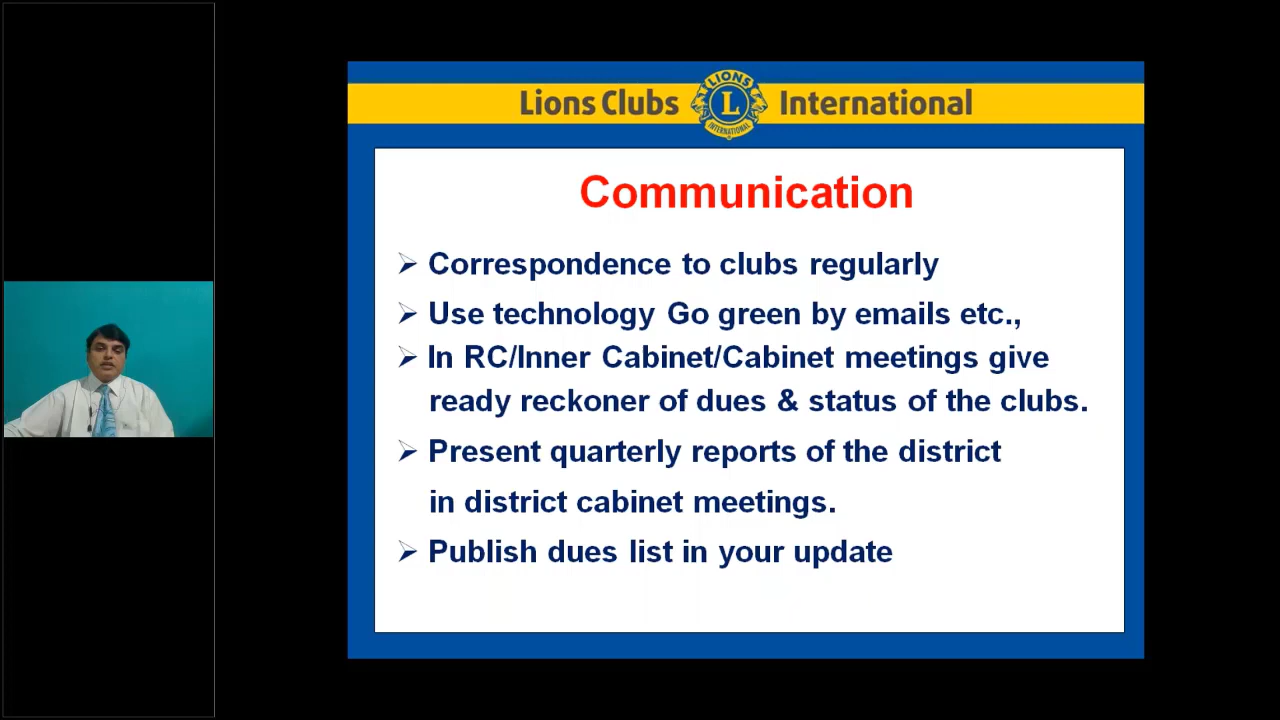 Lions Clubs International
LIONS
L
INTERNATIONAL
Communication
➢ Correspondence to clubs regularly
➢ Use technology Go green by emails etc.,
➢ In RC/Inner Cabinet/Cabinet meetings give
ready reckoner of dues & status of the clubs.
➢ Present quarterly reports of the district
in district cabinet meetings.
➢ Publish dues list in your update